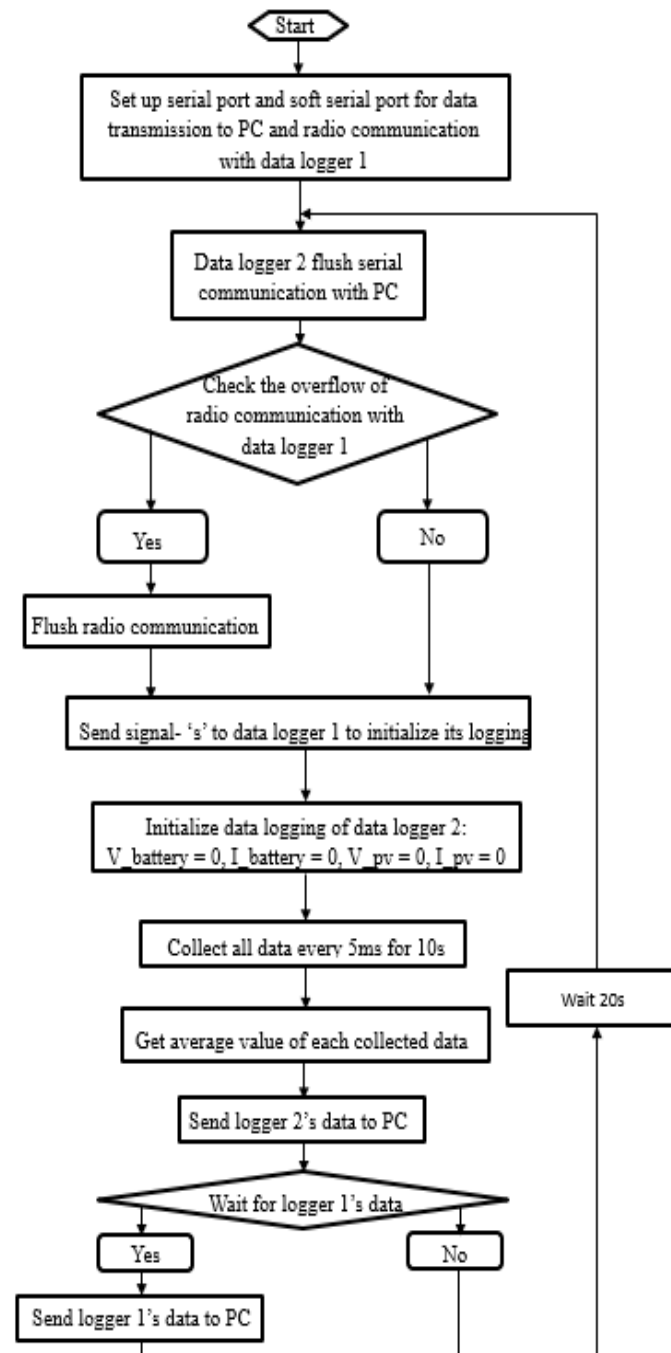 Start
Set up serial port and soft serial port for data
transmission to PC and radio communication
with data logger 1
Data logger 2 flush serial
communication with PC
Check the overflow of
radio communication with
data logger 1
Yes
No
Flush radio communication
Send signal- ‘s’ to data logger 1 to initialize its logging
Initialize data logging of data logger 2:
V_battery = 0, I_battery = 0, V_pv = 0, I_pv = 0
Collect all data every 5ms for 10s
Wait 20s
Get average value of each collected data
Send logger 2’s data to PC
Wait for logger 1’s data
Yes
No
Send logger 1’s data to PC